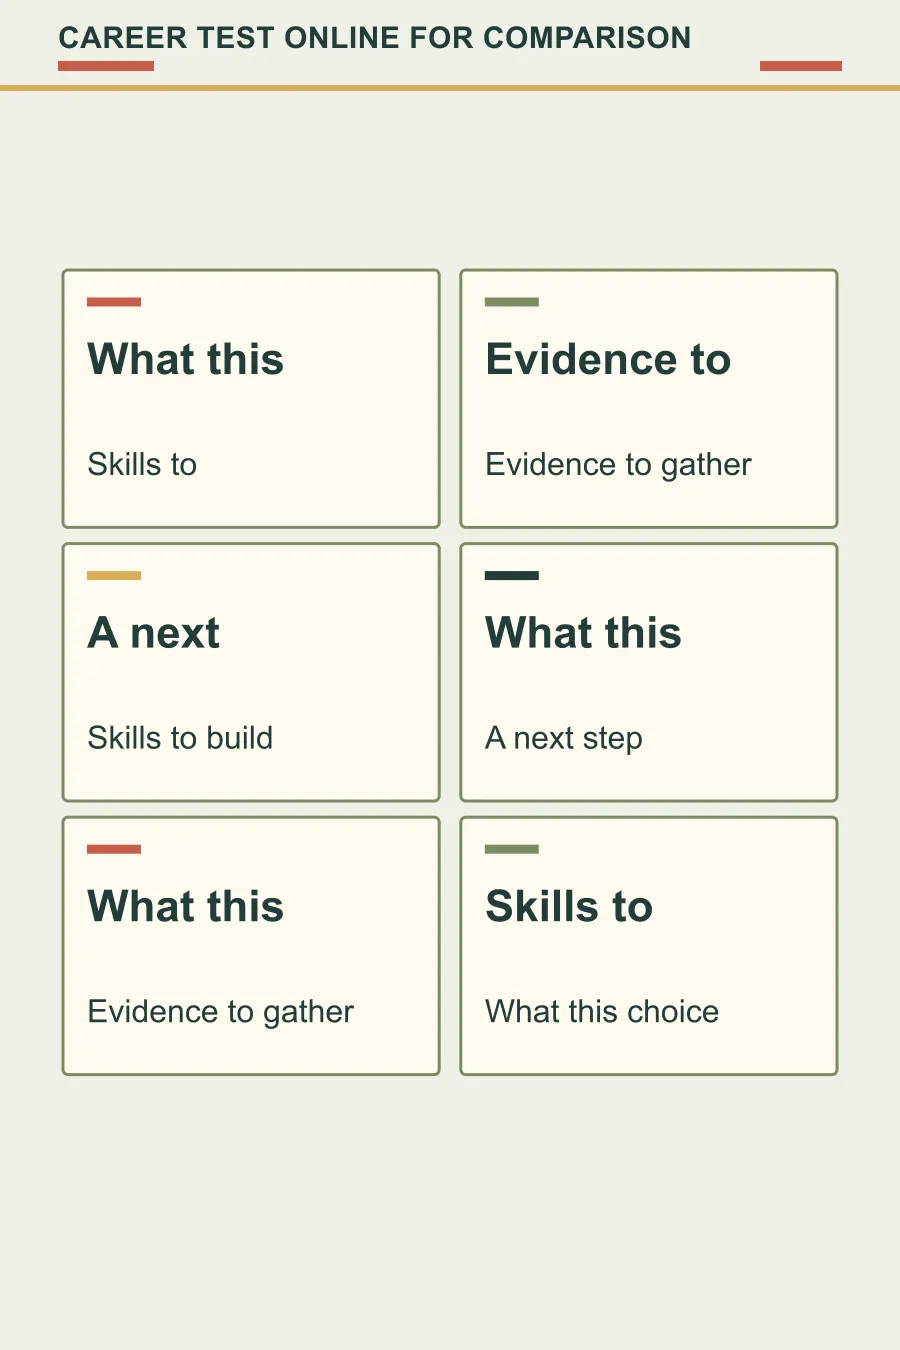 CAREER TEST ONLINE FOR COMPARISON
What this
Skills to
Evidence to
Evidence to gather
A next
Skills to build
What this
A next step
What this
Evidence to gather
Skills to
What this choice